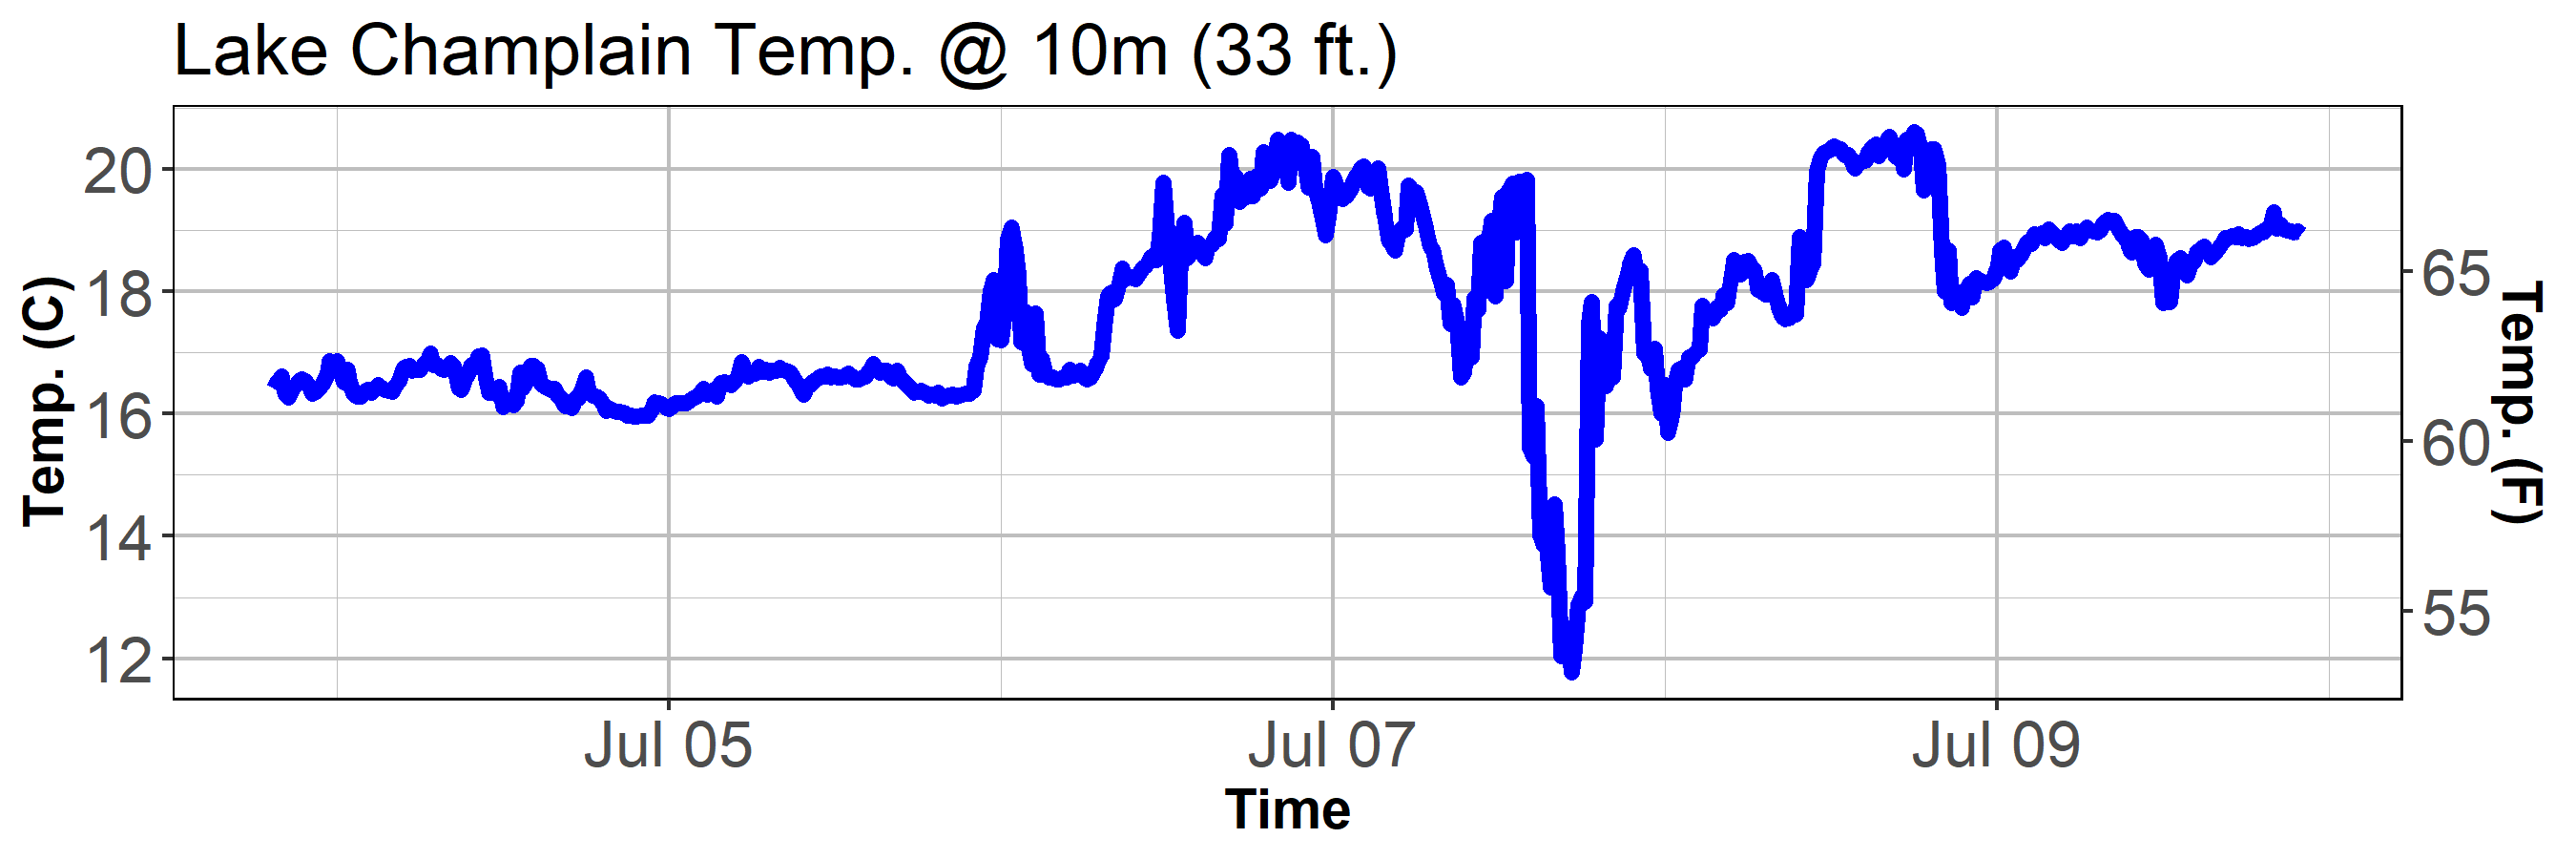 Lake Champlain Temp. @ 10m (33 ft.)
Temp. (C)
20
18
16
14
12
65
60
55
Temp. (F)
Jul 05
Jul 07
Jul 09
Time